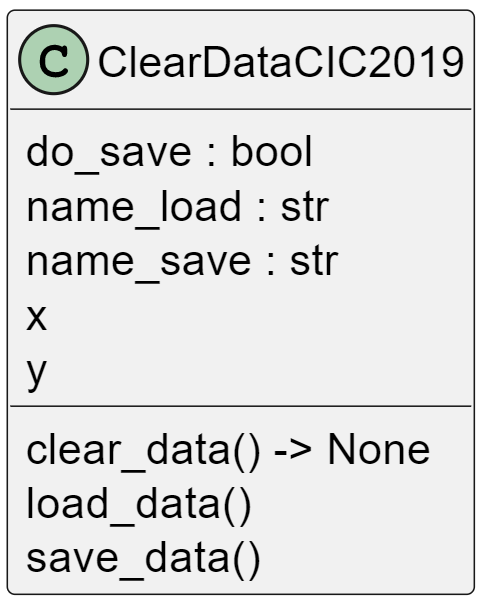 C ClearDataCIC2019
do_save : bool
name_load : str
name_save : str
x
y
clear_data() -> None
load_data()
save_data()